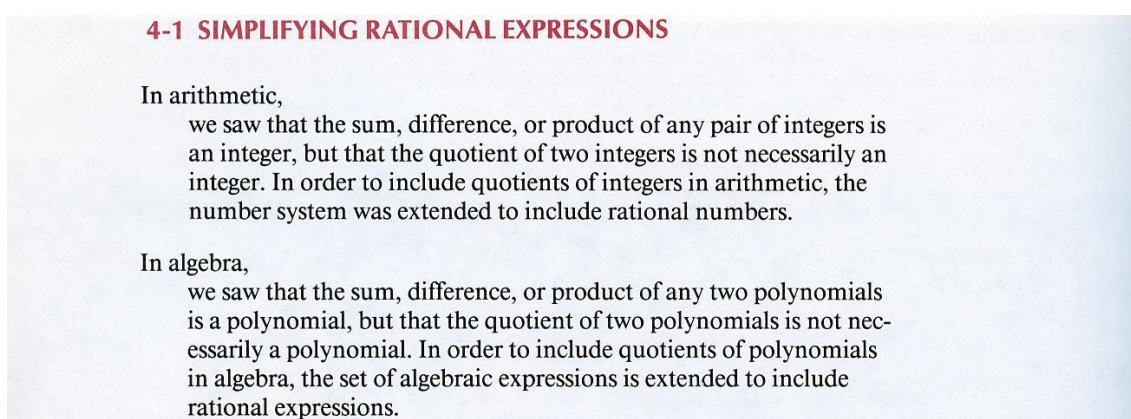 4-1 SIMPLIFYING RATIONAL EXPRESSIONS
In arithmetic,
we saw that the sum, difference, or product of any pair of integers is
an integer, but that the quotient of two integers is not necessarily an
integer. In order to include quotients of integers in arithmetic, the
number system was extended to include rational numbers.
In algebra,
we saw that the sum, difference, or product of any two polynomials
is a polynomial, but that the quotient of two polynomials is not nec-
essarily a polynomial. In order to include quotients of polynomials
in algebra, the set of algebraic expressions is extended to include
rational expressions.